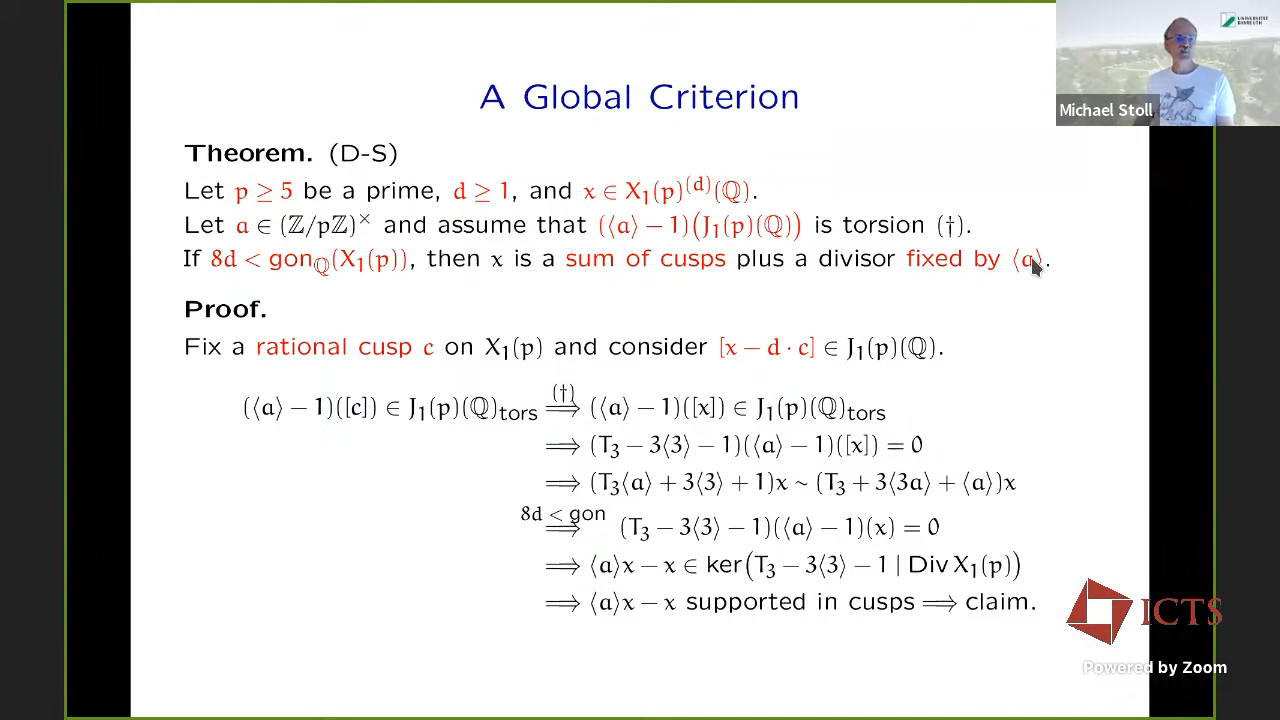 A Global Criterion
Theorem. (D-S)
Let p ≥ 5 be a prime, d ≥ 1, and x ∈ X₁(p)⁽ᵈ⁾(ℚ).
Let a ∈ (ℤ/pℤ)ˣ and assume that (⟨a⟩ − 1)(J₁(p)(ℚ)) is torsion (†).
If 8d < gon_ℚ(X₁(p)), then x is a sum of cusps plus a divisor fixed by ⟨a⟩.
Proof.
Fix a rational cusp c on X₁(p) and consider [x − d · c] ∈ J₁(p)(ℚ).
(⟨a⟩ − 1)([c]) ∈ J₁(p)(ℚ)_tors (†) ⟹ (⟨a⟩ − 1)([x]) ∈ J₁(p)(ℚ)_tors
⟹ (T₃ − 3⟨3⟩ − 1)(⟨a⟩ − 1)([x]) = 0
⟹ (T₃⟨a⟩ + 3⟨3⟩ + 1)x ~ (T₃ + 3⟨3a⟩ + ⟨a⟩)x
8d < gon ⟹ (T₃ − 3⟨3⟩ − 1)(⟨a⟩ − 1)(x) = 0
⟹ ⟨a⟩x − x ∈ ker(T₃ − 3⟨3⟩ − 1 | Div X₁(p))
⟹ ⟨a⟩x − x supported in cusps ⟹ claim.
Michael Stoll
UNIVERSITÄT
BAYREUTH
ICTS
Powered by Zoom